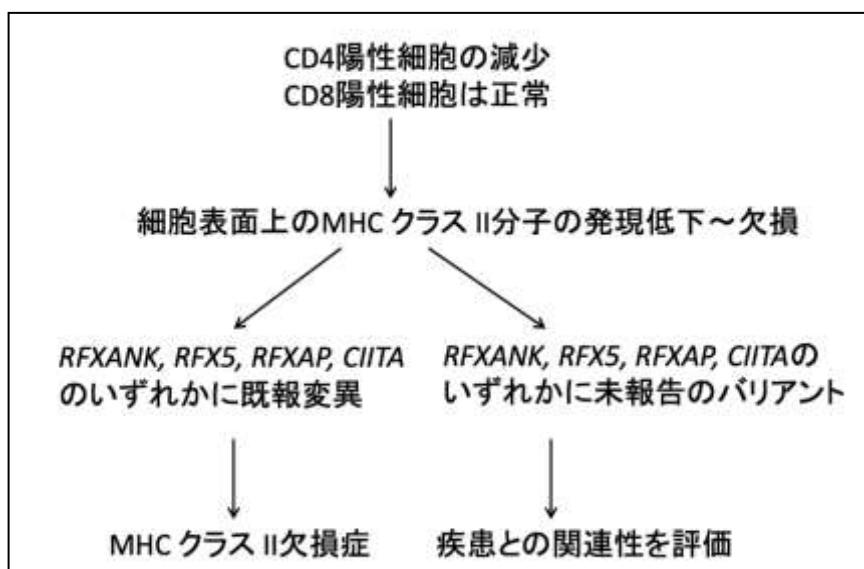 CD4陽性細胞の減少
CD8陽性細胞は正常
細胞表面上のMHC クラス II分子の発現低下～欠損
RFXANK, RFX5, RFXAP, CIITA
のいずれかに既報変異
RFXANK, RFX5, RFXAP, CIITAの
いずれかに未報告のバリアント
MHC クラス II欠損症
疾患との関連性を評価